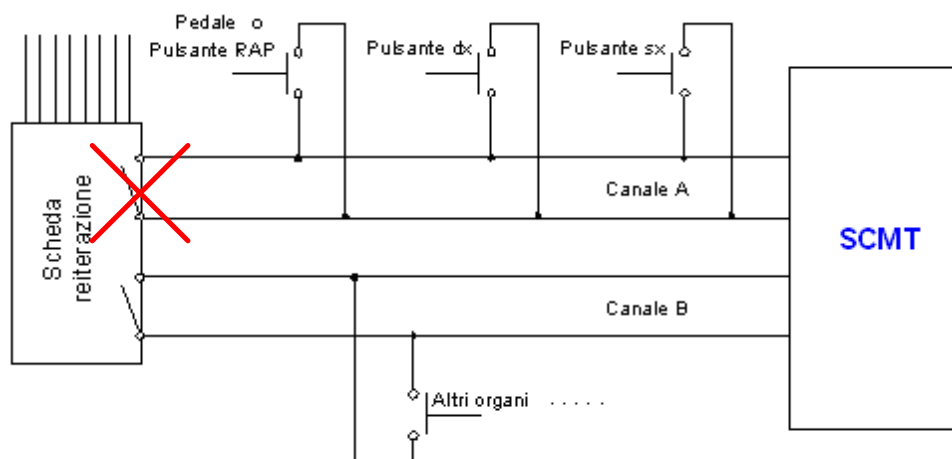 Pedale o
Pulsante RAP
Pulsante dx
Pulsante sx
Scheda
reiterazione
Canale A
SCMT
Canale B
Altri organi . . . . .